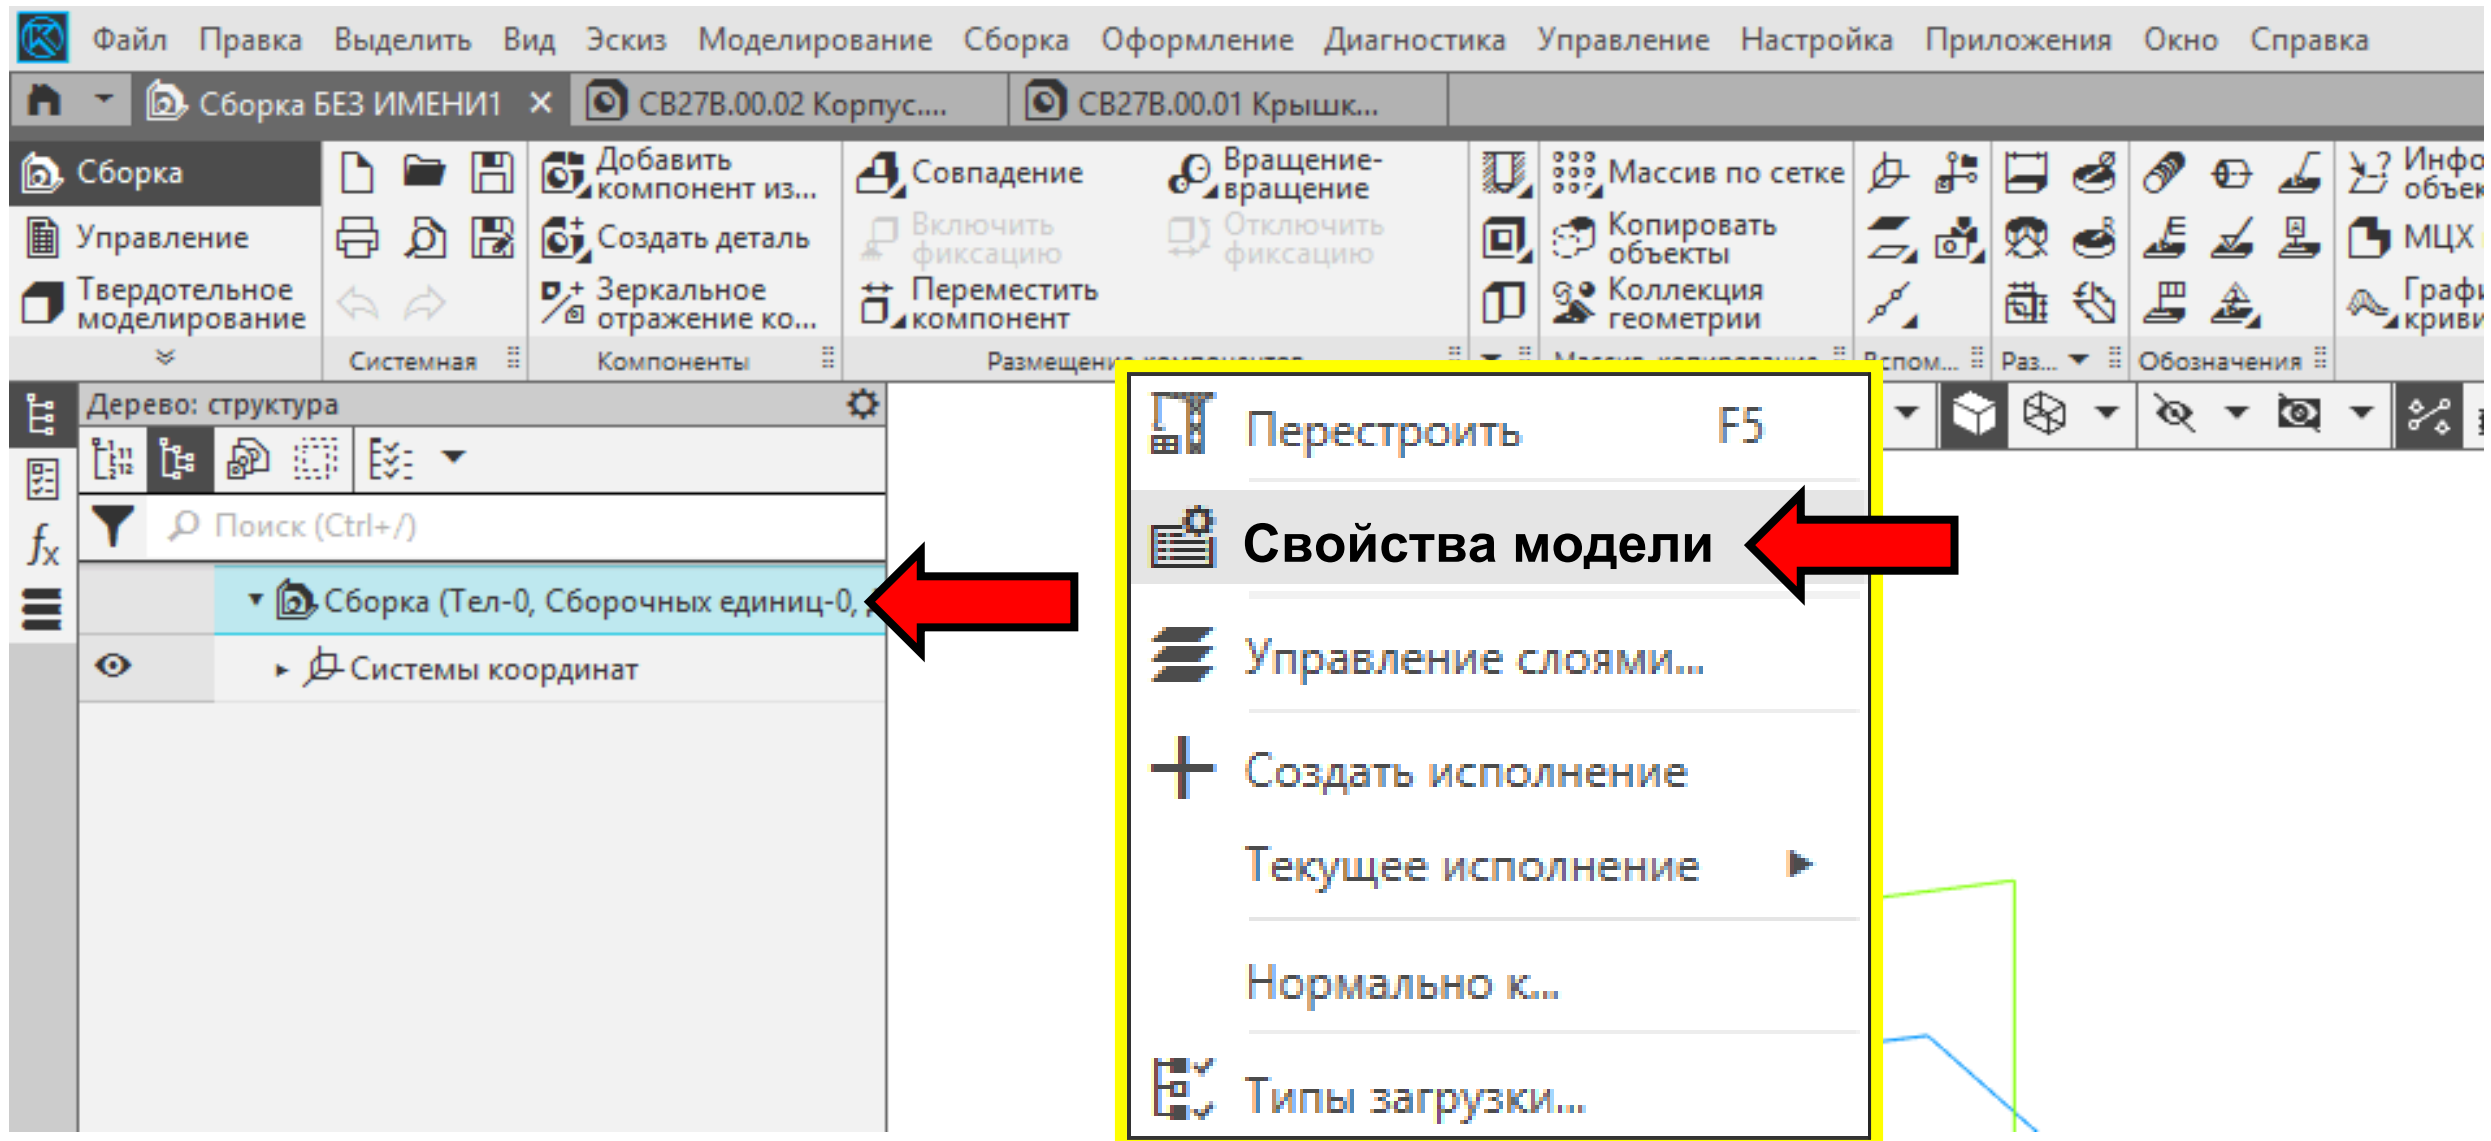 Файл Правка Выделить Вид Эскиз Моделирование Сборка Оформление Диагностика Управление Настройка Приложения Окно Справка
Сборка БЕЗ ИМЕНИ1 СВ27В.00.02 Корпус.... СВ27В.00.01 Крышк...
Сборка
Управление
Твердотельное
моделирование
Системная
Добавить
компонент из...
Создать деталь
Зеркальное
отражение ко...
Компоненты
Совпадение
Вращение-
вращение
Включить
фиксацию
Отключить
фиксацию
Переместить
компонент
Массив по сетке
Копировать
объекты
Коллекция
геометрии
Раз...
Обозначения
МЦХ
Дерево: структура
Поиск (Ctrl+/)
Сборка (Тел-0, Сборочных единиц-0,
Системы координат
Перестроить F5
Свойства модели
Управление слоями...
Создать исполнение
Текущее исполнение
Нормально к...
Типы загрузки...